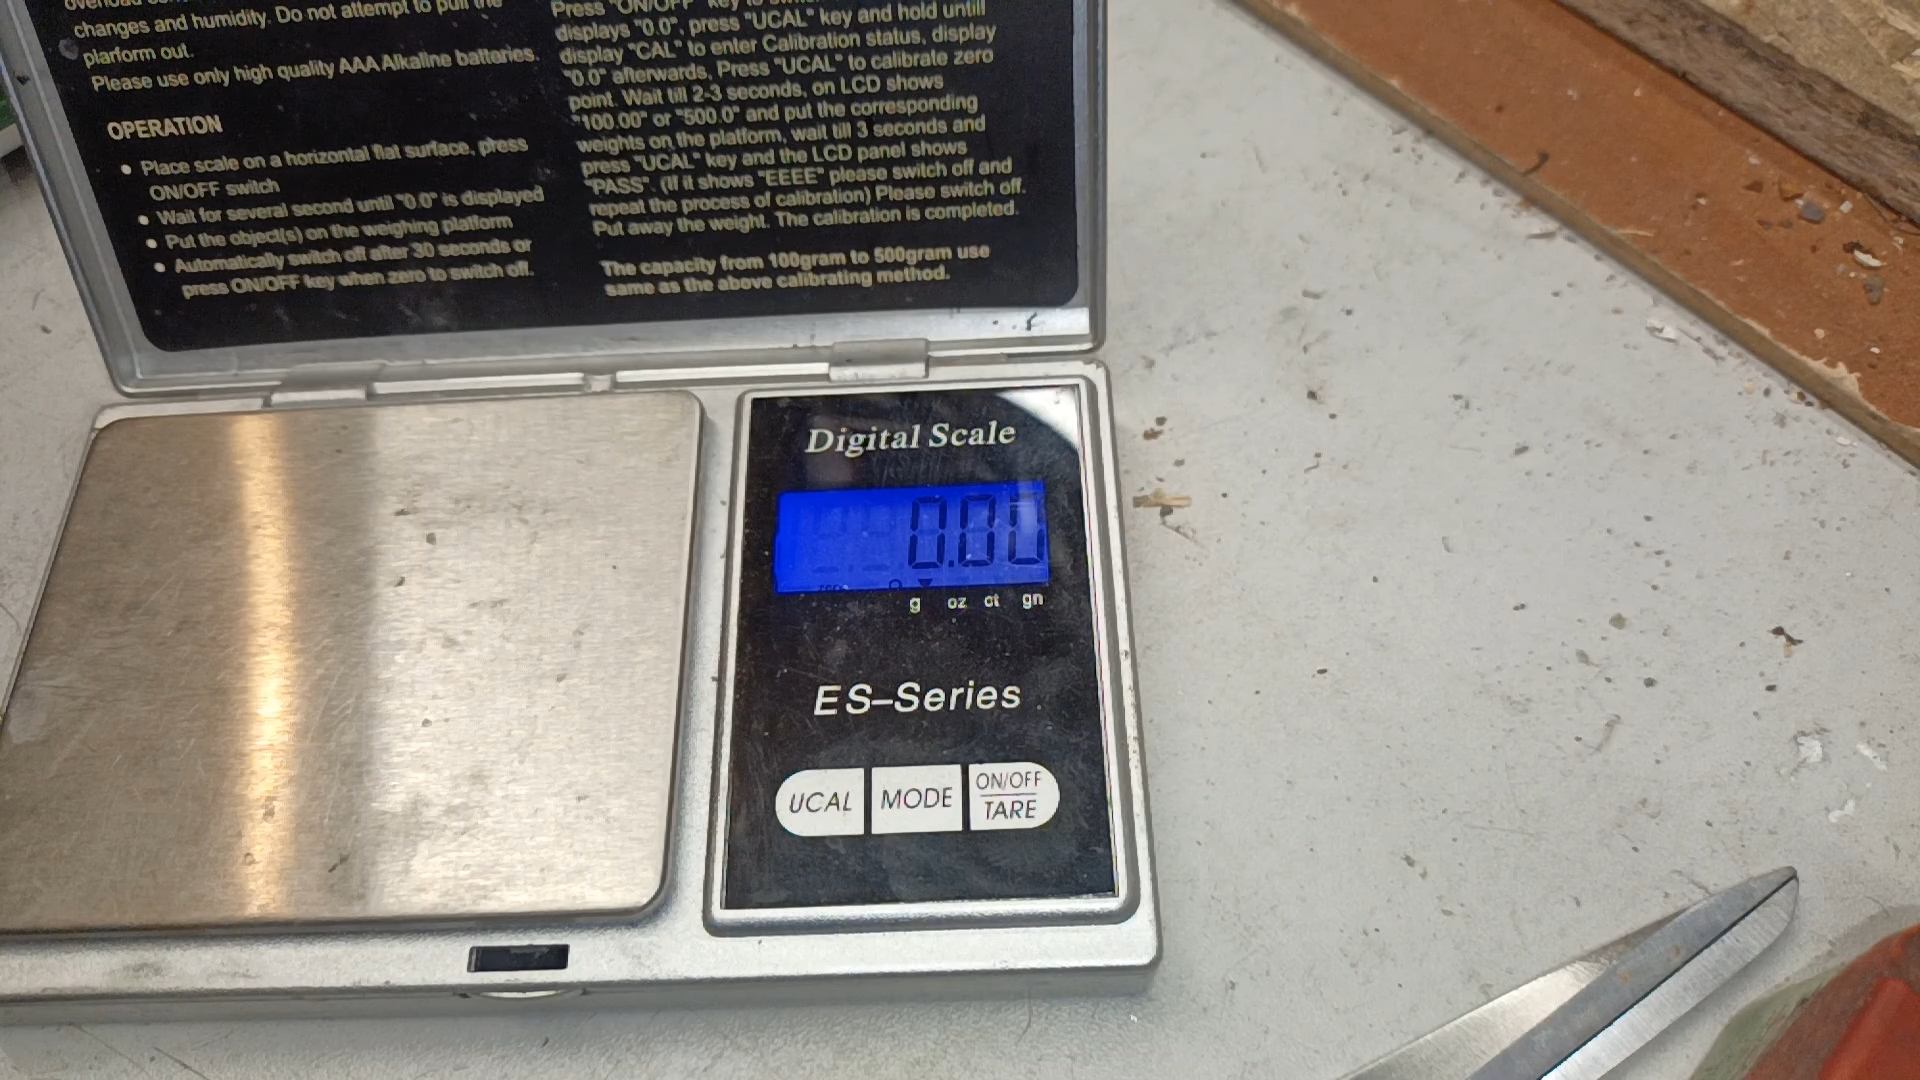 changes and humidity. Do not attempt to pull the
plarform out.
Please use only high quality AAA Alkaline batteries.
OPERATION
• Place scale on a horizontal flat surface, press
ON/OFF switch
• Wait for several second until "0.0" is displayed
• Put the object(s) on the weighing platform
• Automatically switch off after 30 seconds or
press ON/OFF key when zero to switch off.
Press "ON/OFF" key to
displays "0.0", press "UCAL" key and hold until
display "CAL" to enter Calibration status, display
"0.0" afterwards, Press "UCAL" to calibrate zero
point. Wait till 2-3 seconds, on LCD shows
"100.00" or "500.0" and put the corresponding
weights on the platform, wait till 3 seconds and
press "UCAL" key and the LCD panel shows
"PASS". (If it shows "EEEE" please switch off and
repeat the process of calibration) Please switch off.
Put away the weight. The calibration is completed.
The capacity from 100gram to 500gram use
same as the above calibrating method.
Digital Scale
0.00
g oz ct gn
ES-Series
UCAL
MODE
ON/OFF
TARE